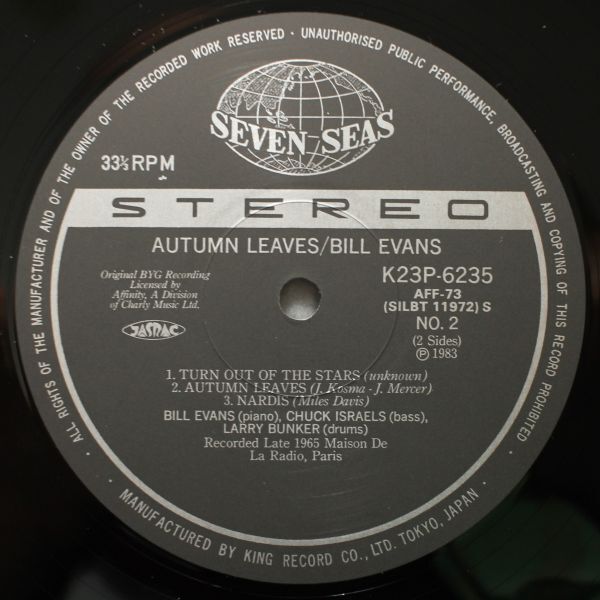 ALL RIGHTS OF THE MANUFACTURER AND OF THE OWNER OF THE RECORDED WORK RESERVED · UNAUTHORISED PUBLIC PERFORMANCE, BROADCASTING AND COPYING OF THIS RECORD PROHIBITED ·
SEVEN SEAS
33⅓ RPM
STEREO
AUTUMN LEAVES/BILL EVANS
Original BYG Recording
Licensed by
Affinity, A Division
of Charly Music Ltd.
JASRAC
K23P-6235
AFF-73
(SILBT 11972) S
NO. 2
(2 Sides)
Ⓟ 1983
1. TURN OUT OF THE STARS (unknown)
2. AUTUMN LEAVES (J. Kosma - J. Mercer)
3. NARDIS (Miles Davis)
BILL EVANS (piano), CHUCK ISRAELS (bass),
LARRY BUNKER (drums)
Recorded Late 1965 Maison De
La Radio, Paris
· MANUFACTURED BY KING RECORD CO., LTD. TOKYO, JAPAN ·